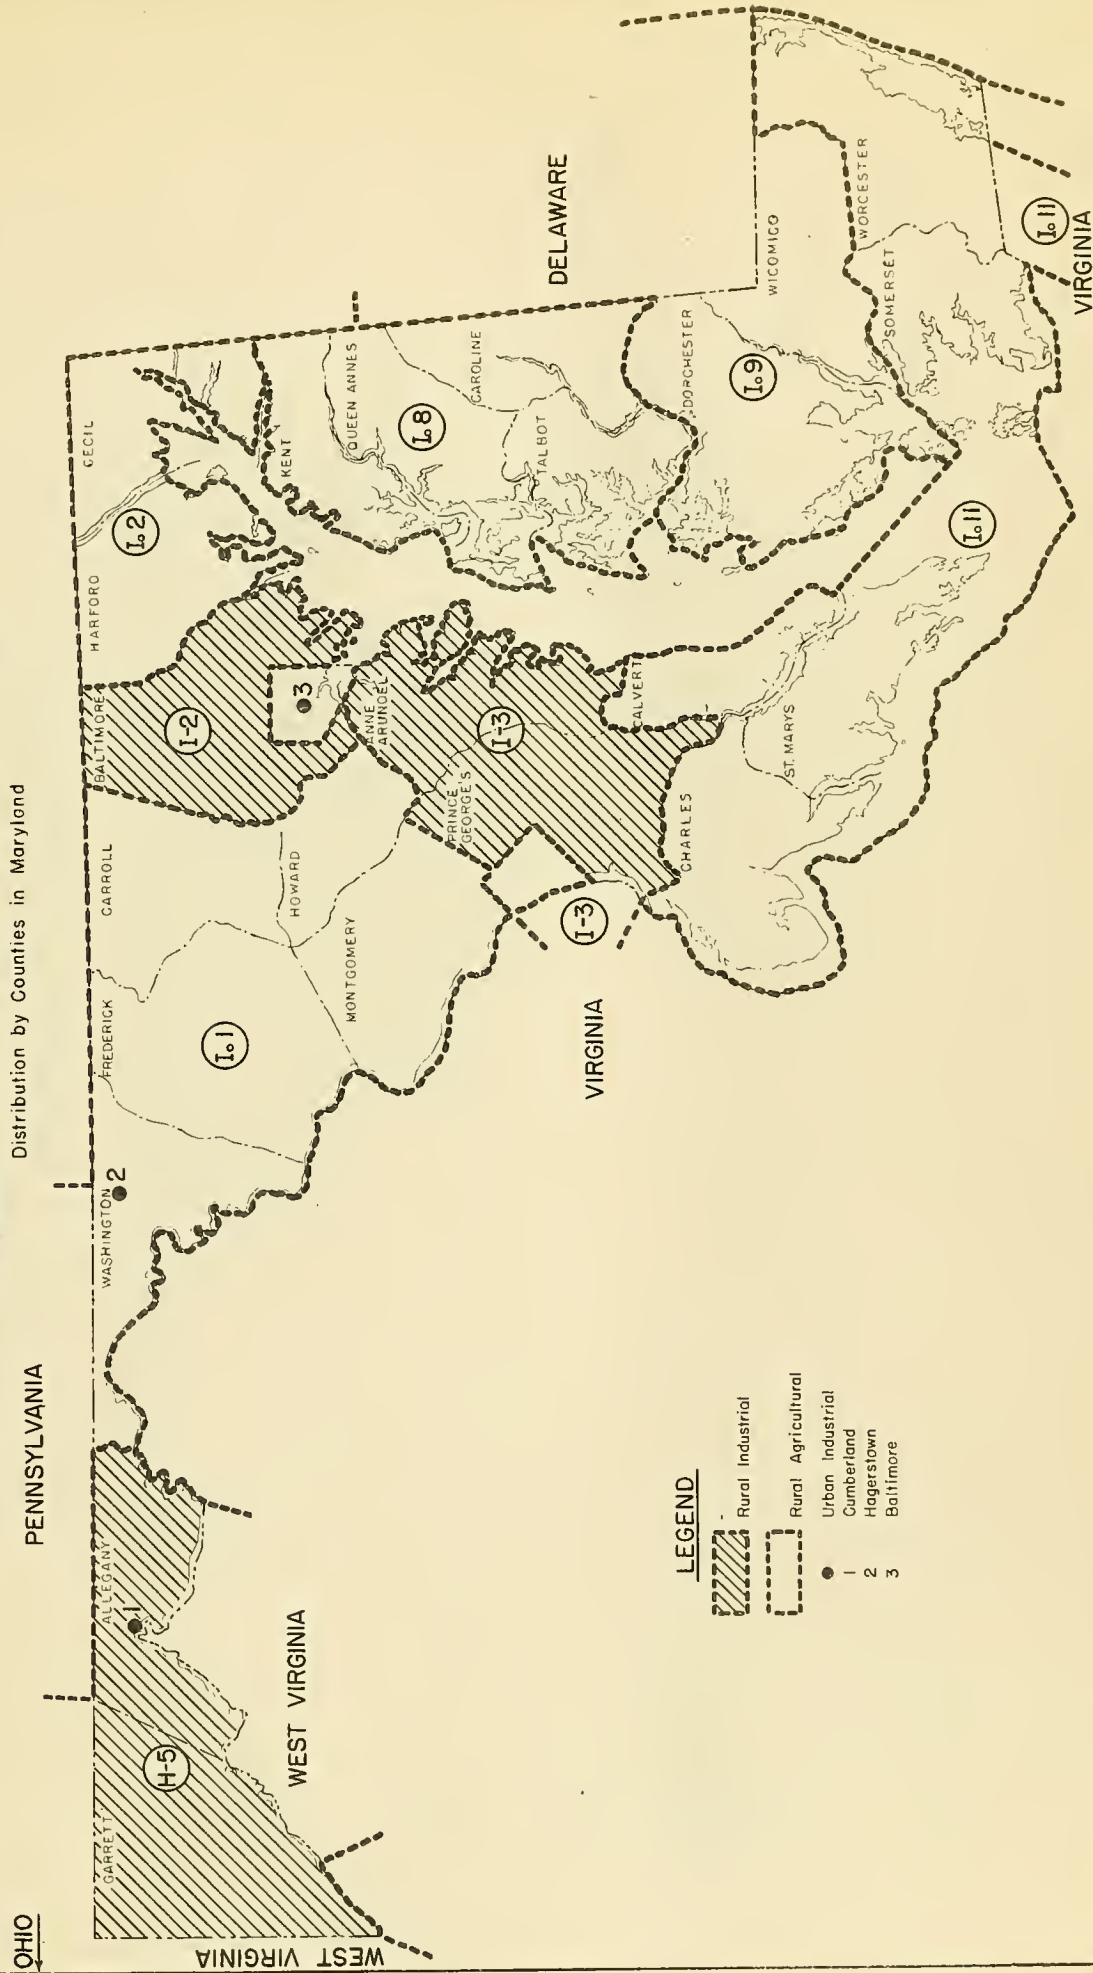 Distribution by Counties in Maryland
OHIO
PENNSYLVANIA
WEST VIRGINIA
GARRETT
H-5
ALLEGANY
1
WEST VIRGINIA
WASHINGTON
2
FREDERICK
I.1
CARROLL
HOWARD
MONTGOMERY
BALTIMORE
I-2
3
HARFORD
I.2
CECIL
ANNE
ARUNDEL
PRINCE
GEORGE'S
I-3
I-3
VIRGINIA
CALVERT
CHARLES
ST. MARYS
KENT
QUEEN ANNES
I.8
CAROLINE
TALBOT
DELAWARE
DORCHESTER
I.9
WICOMICO
WORCESTER
SOMERSET
I.11
I.11
VIRGINIA
LEGEND
Rural Industrial
Rural Agricultural
Urban Industrial
1 Cumberland
2 Hagerstown
3 Baltimore